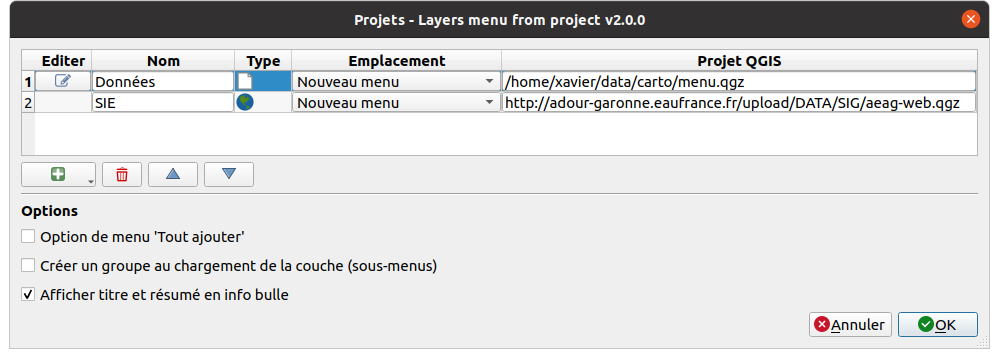 Projets - Layers menu from project v2.0.0
Editer Nom Type Emplacement Projet QGIS
1 Données Nouveau menu /home/xavier/data/carto/menu.qgz
2 SIE Nouveau menu http://adour-garonne.eaufrance.fr/upload/DATA/SIG/aeag-web.qgz
Options
Option de menu 'Tout ajouter'
Créer un groupe au chargement de la couche (sous-menus)
Afficher titre et résumé en info bulle
Annuler OK